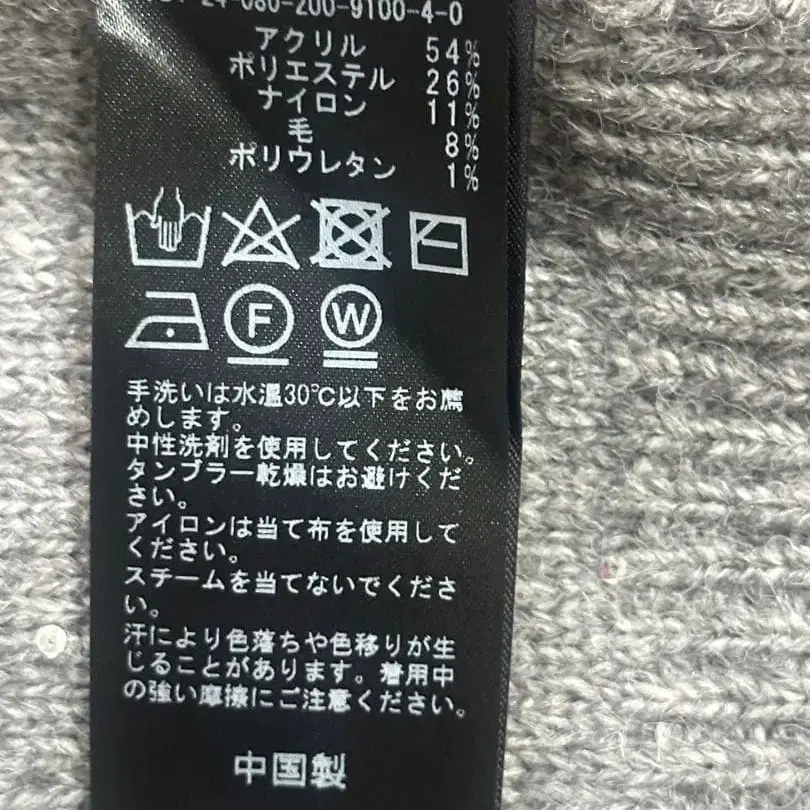 24-080-200-9100-4-0
アクリル 54%
ポリエステル 26%
ナイロン 11%
毛 8%
ポリウレタン 1%
F W
手洗いは水温30℃以下をお薦
めします。
中性洗剤を使用してください。
タンブラー乾燥はお避けくだ
さい。
アイロンは当て布を使用して
ください。
スチームを当てないでくださ
い。
汗により色落ちや色移りが生
じることがあります。着用中
の強い摩擦にご注意ください。
中国製